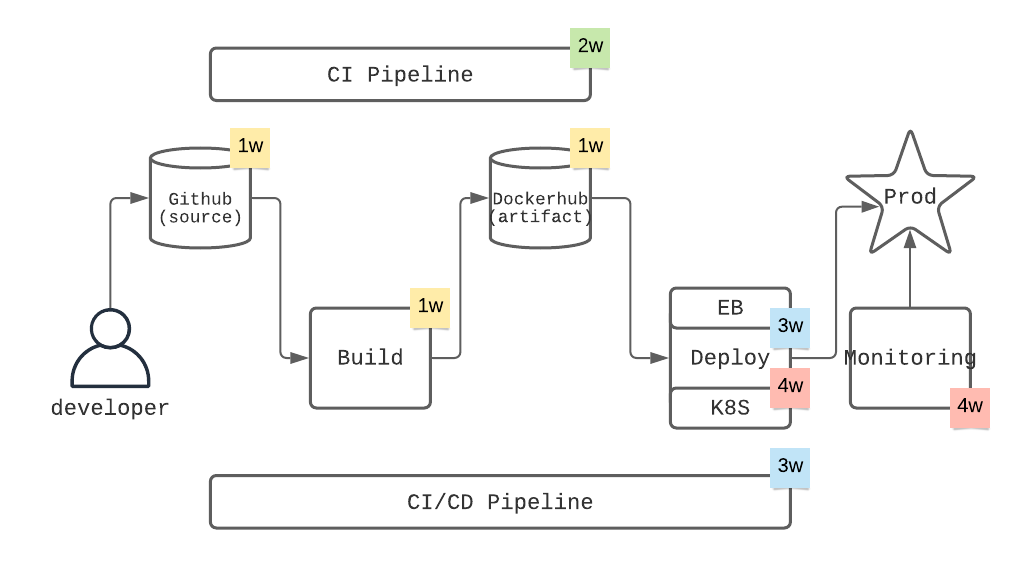 2w
CI Pipeline
1w
Github
(source)
1w
Dockerhub
(artifact)
Prod
1w
Build
EB
3w
Deploy
4w
K8S
Monitoring
4w
developer
3w
CI/CD Pipeline